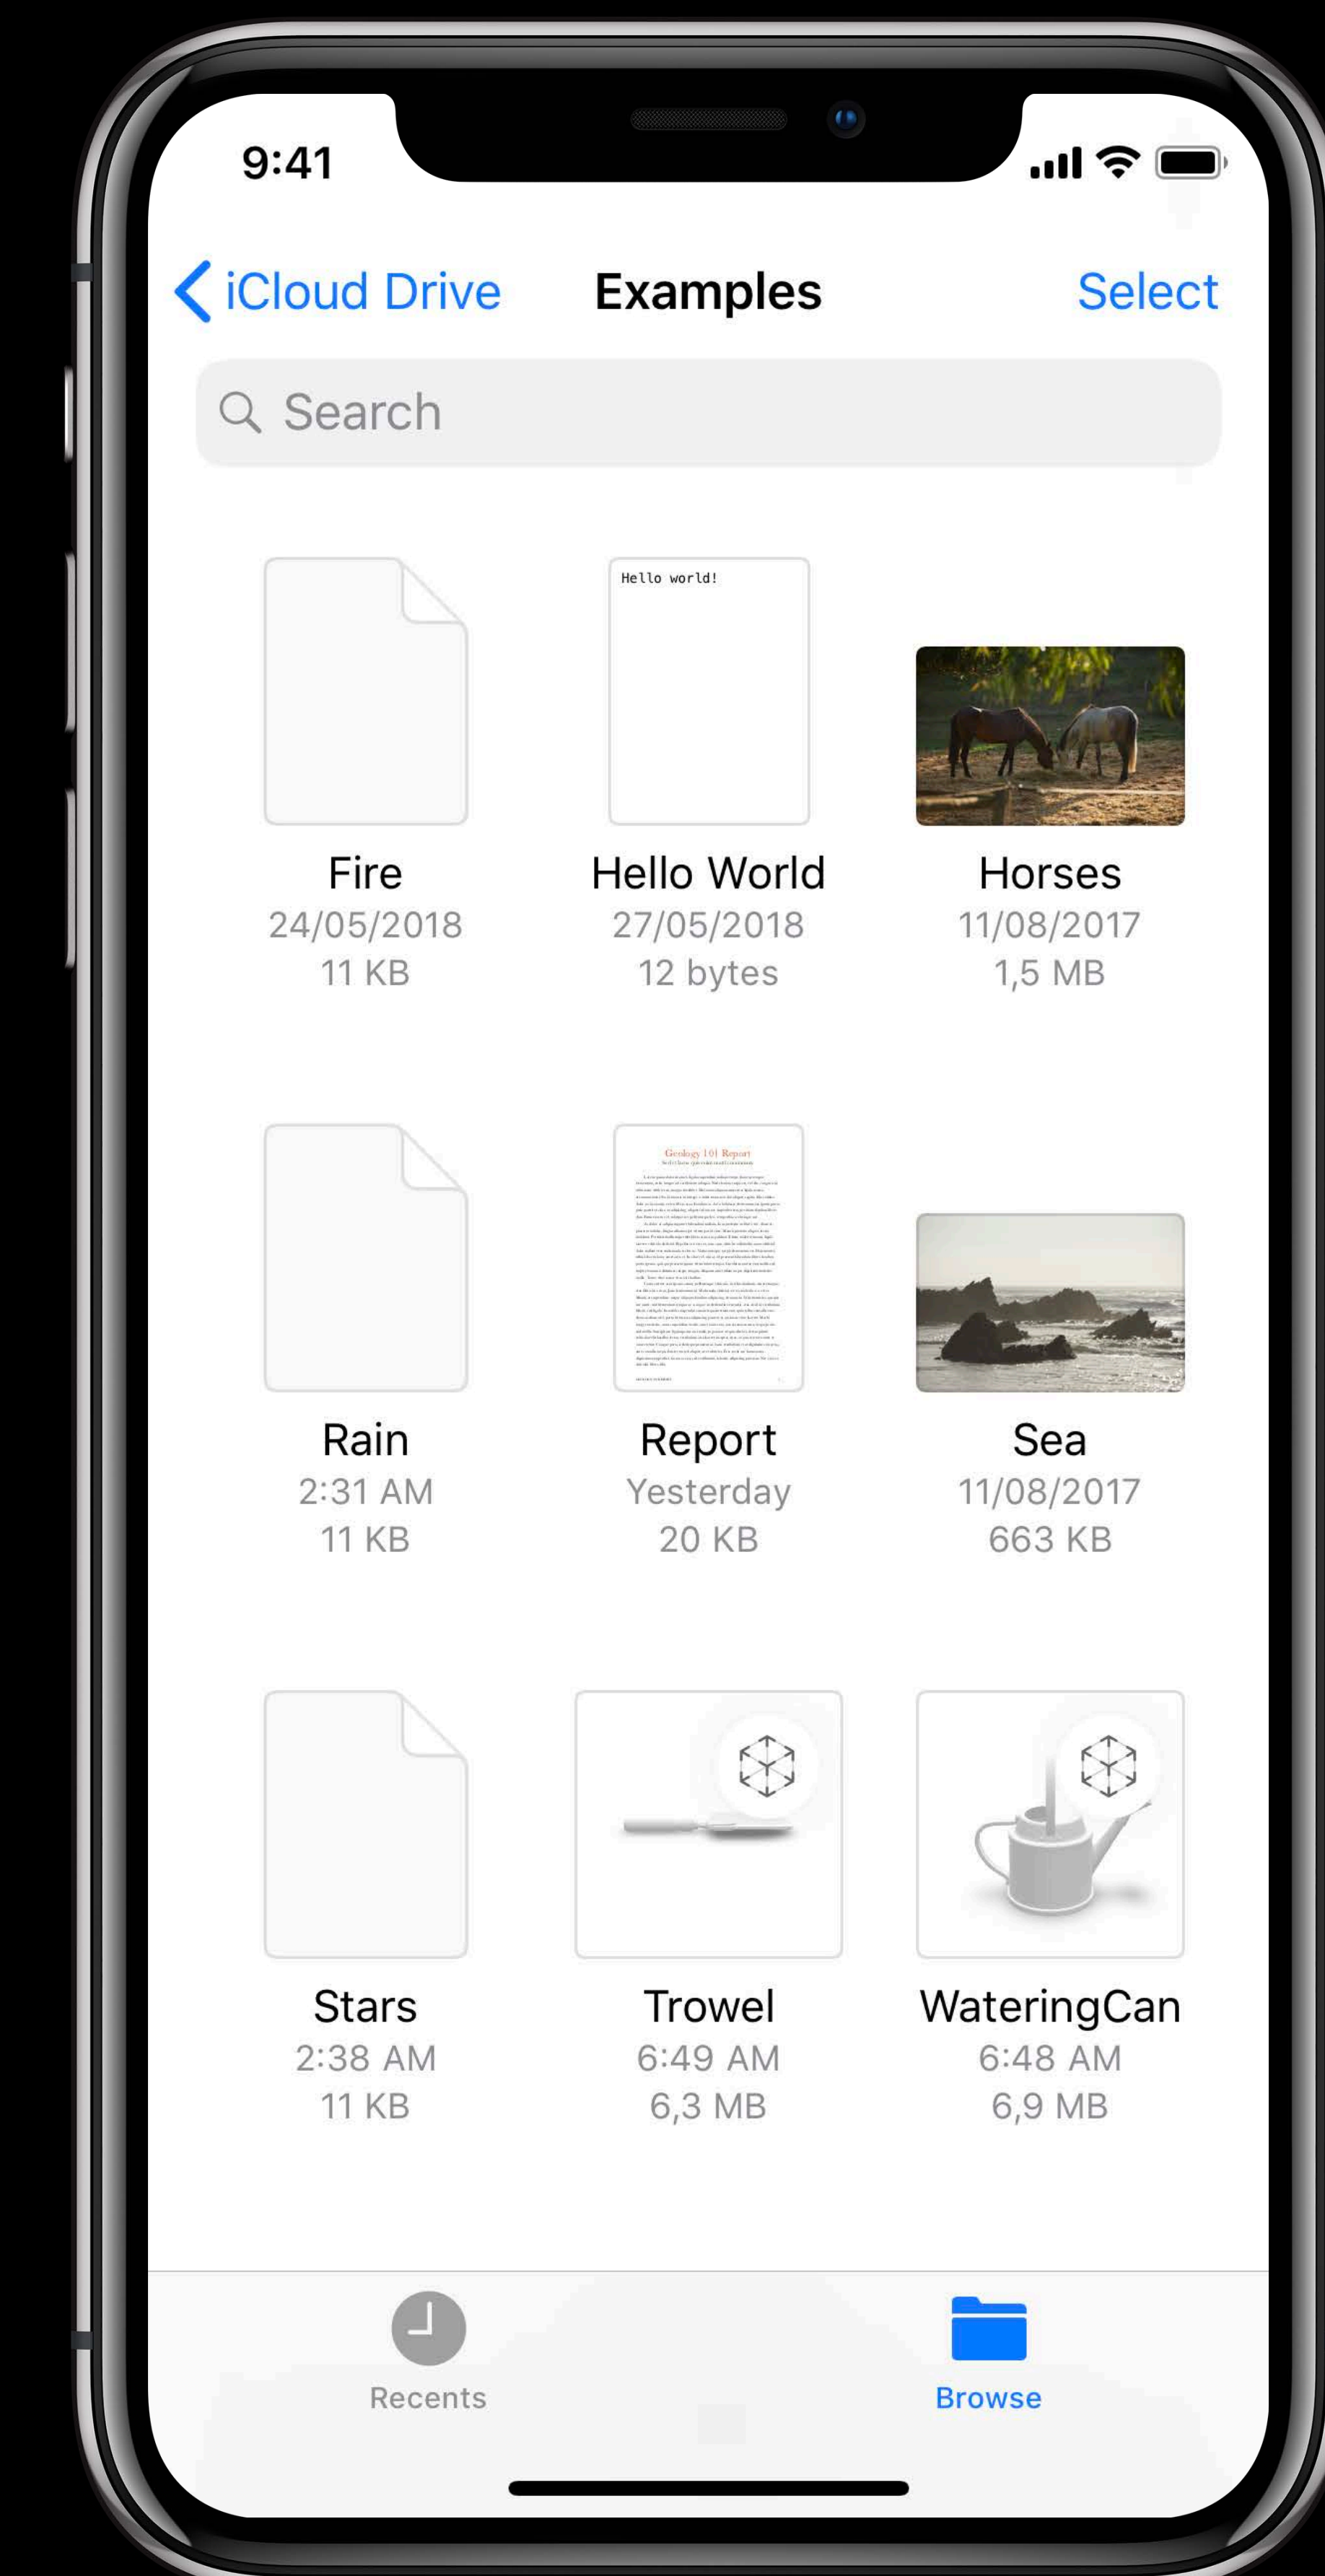 9:41
iCloud Drive Examples Select
Search
Hello world!
Fire Hello World Horses
24/05/2018 27/05/2018 11/08/2017
11 KB 12 bytes 1,5 MB
Geology 101 Report
Rain Report Sea
2:31 AM Yesterday 11/08/2017
11 KB 20 KB 663 KB
Stars Trowel WateringCan
2:38 AM 6:49 AM 6:48 AM
11 KB 6,3 MB 6,9 MB
Recents Browse